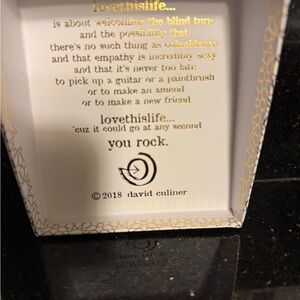 lovethislife...
is about welcoming the blind turn
and the possibility that
there's no such thing as coincidence
and that empathy is incredibly sexy
and that it's never too late
to pick up a guitar or a paintbrush
or to make an amend
or to make a new friend
lovethislife...
'cuz it could go at any second
you rock.
©2018 david culiner